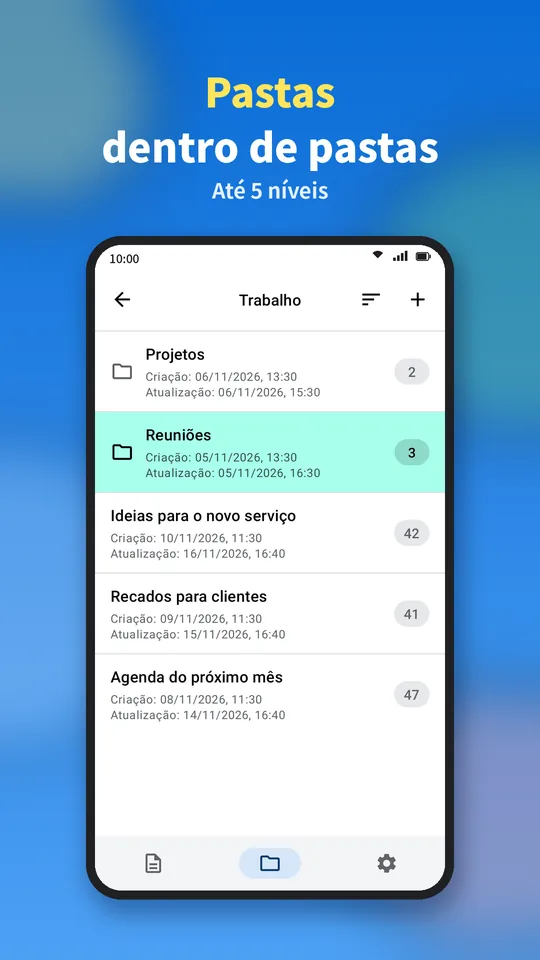 Pastas
dentro de pastas
Até 5 níveis
10:00
Trabalho
Projetos
Criação: 06/11/2026, 13:30
Atualização: 06/11/2026, 15:30
2
Reuniões
Criação: 05/11/2026, 13:30
Atualização: 05/11/2026, 16:30
3
Ideias para o novo serviço
Criação: 10/11/2026, 11:30
Atualização: 16/11/2026, 16:40
42
Recados para clientes
Criação: 09/11/2026, 11:30
Atualização: 15/11/2026, 16:40
41
Agenda do próximo mês
Criação: 08/11/2026, 11:30
Atualização: 14/11/2026, 16:40
47